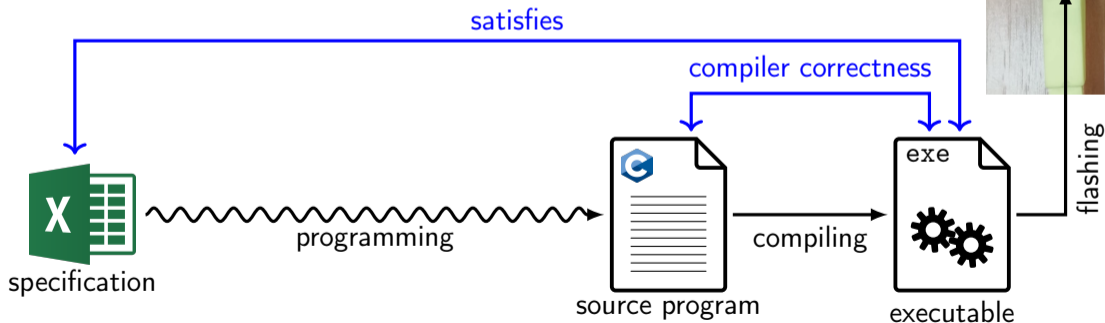 satisfies
compiler correctness
exe
X
C
flashing
programming
compiling
specification
source program
executable